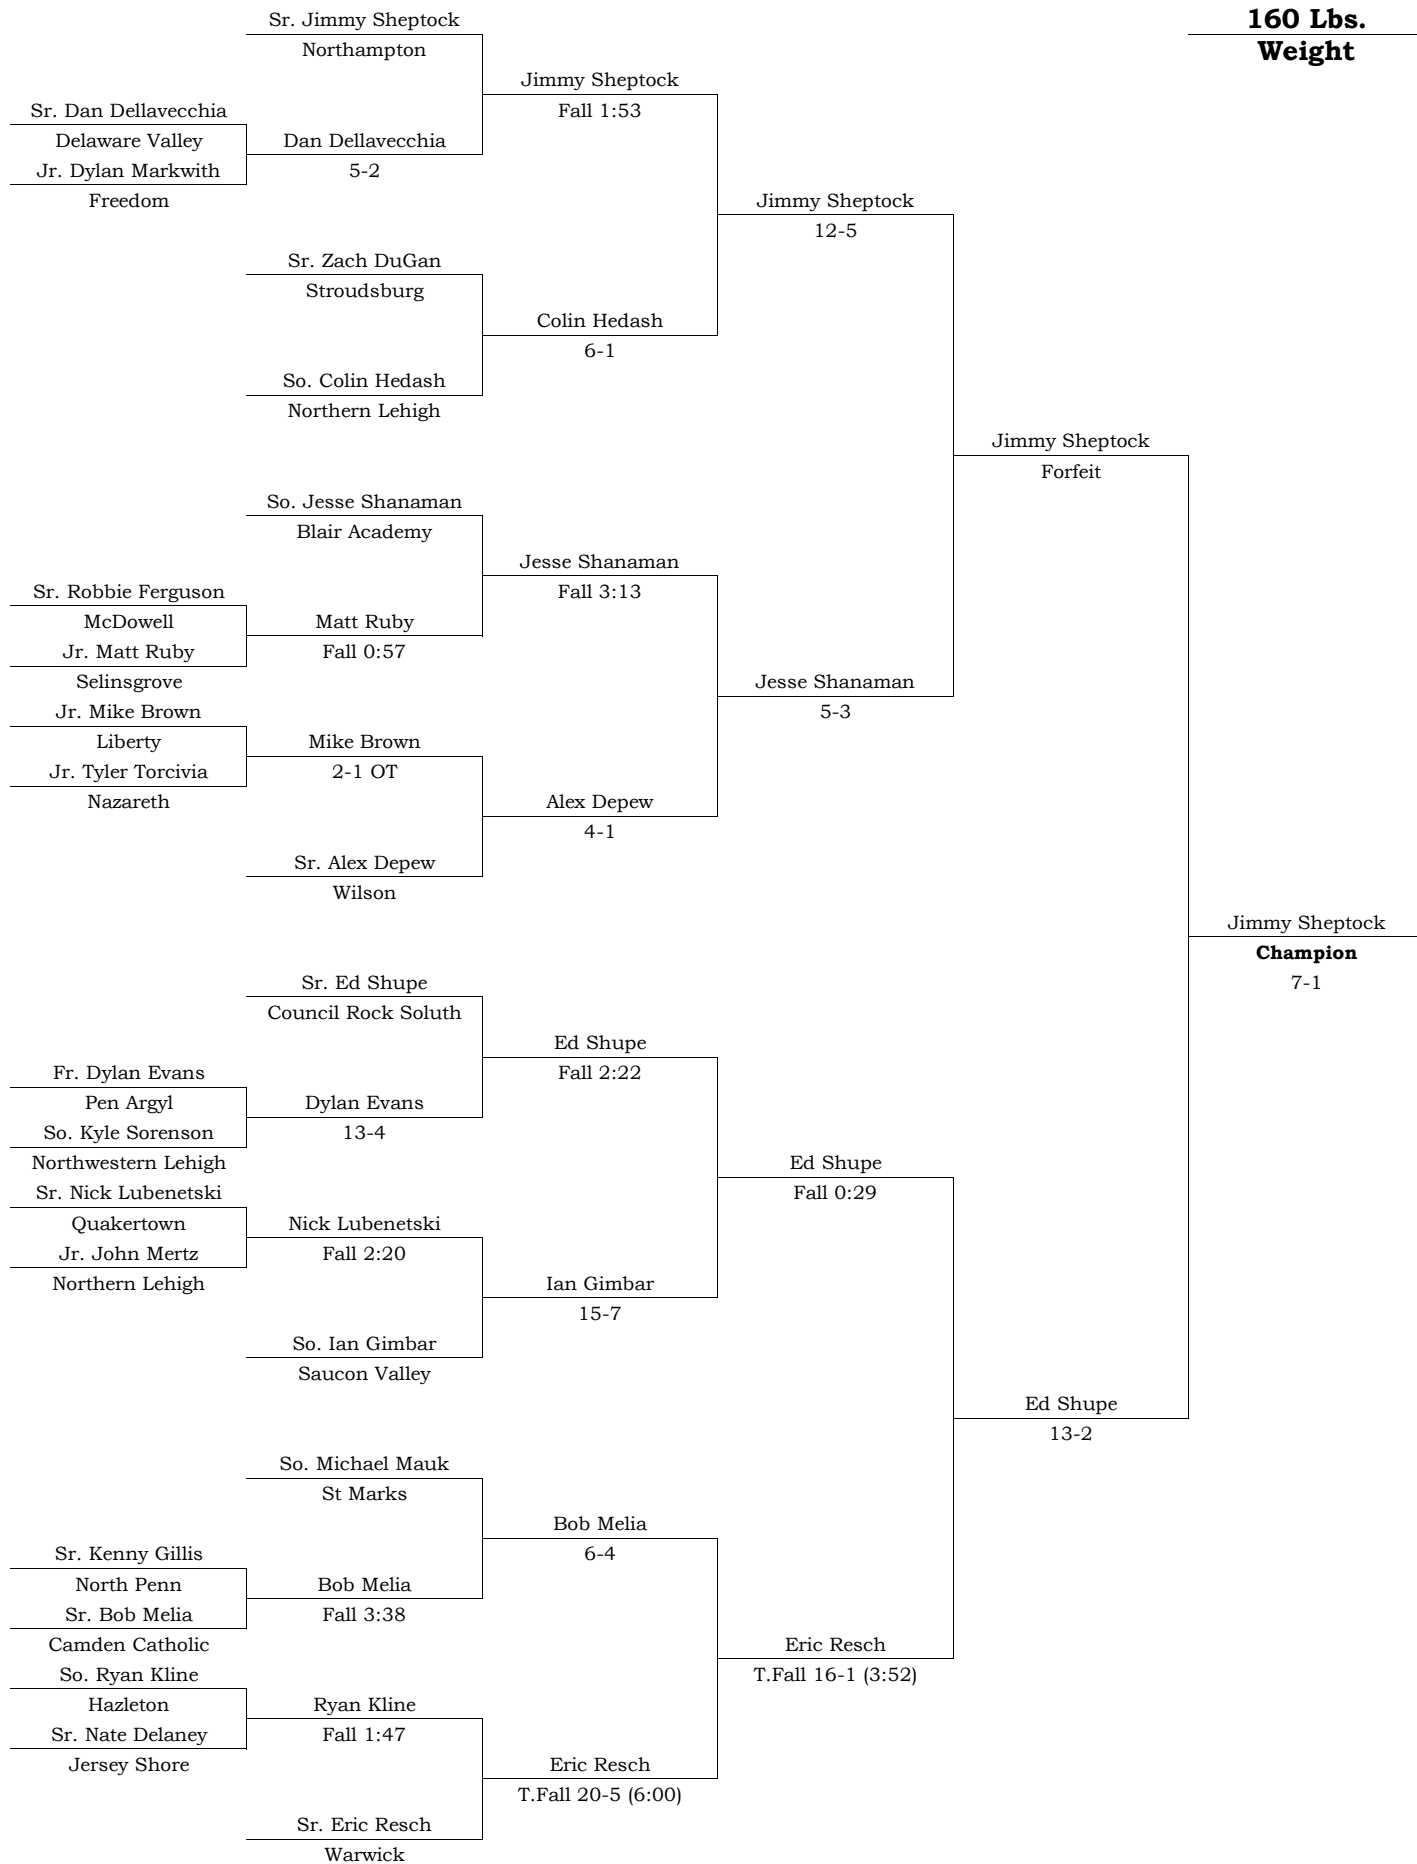 Sr. Jimmy Sheptock
160 Lbs.
Northampton
Weight
Jimmy Sheptock
Sr. Dan Dellavecchia
Fall 1:53
Delaware Valley
Dan Dellavecchia
Jr. Dylan Markwith
5-2
Freedom
Jimmy Sheptock
12-5
Sr. Zach DuGan
Stroudsburg
Colin Hedash
6-1
So. Colin Hedash
Northern Lehigh
Jimmy Sheptock
Forfeit
So. Jesse Shanaman
Blair Academy
Jesse Shanaman
Sr. Robbie Ferguson
Fall 3:13
McDowell
Matt Ruby
Jr. Matt Ruby
Fall 0:57
Selinsgrove
Jesse Shanaman
Jr. Mike Brown
5-3
Liberty
Mike Brown
Jr. Tyler Torcivia
2-1 OT
Nazareth
Alex Depew
4-1
Sr. Alex Depew
Wilson
Jimmy Sheptock
Champion
Sr. Ed Shupe
7-1
Council Rock Soluth
Ed Shupe
Fr. Dylan Evans
Fall 2:22
Pen Argyl
Dylan Evans
So. Kyle Sorenson
13-4
Northwestern Lehigh
Ed Shupe
Sr. Nick Lubenetski
Fall 0:29
Quakertown
Nick Lubenetski
Jr. John Mertz
Fall 2:20
Northern Lehigh
Ian Gimbar
15-7
So. Ian Gimbar
Saucon Valley
Ed Shupe
13-2
So. Michael Mauk
St Marks
Bob Melia
Sr. Kenny Gillis
6-4
North Penn
Bob Melia
Sr. Bob Melia
Fall 3:38
Camden Catholic
Eric Resch
So. Ryan Kline
T.Fall 16-1 (3:52)
Hazleton
Ryan Kline
Sr. Nate Delaney
Fall 1:47
Jersey Shore
Eric Resch
T.Fall 20-5 (6:00)
Sr. Eric Resch
Warwick